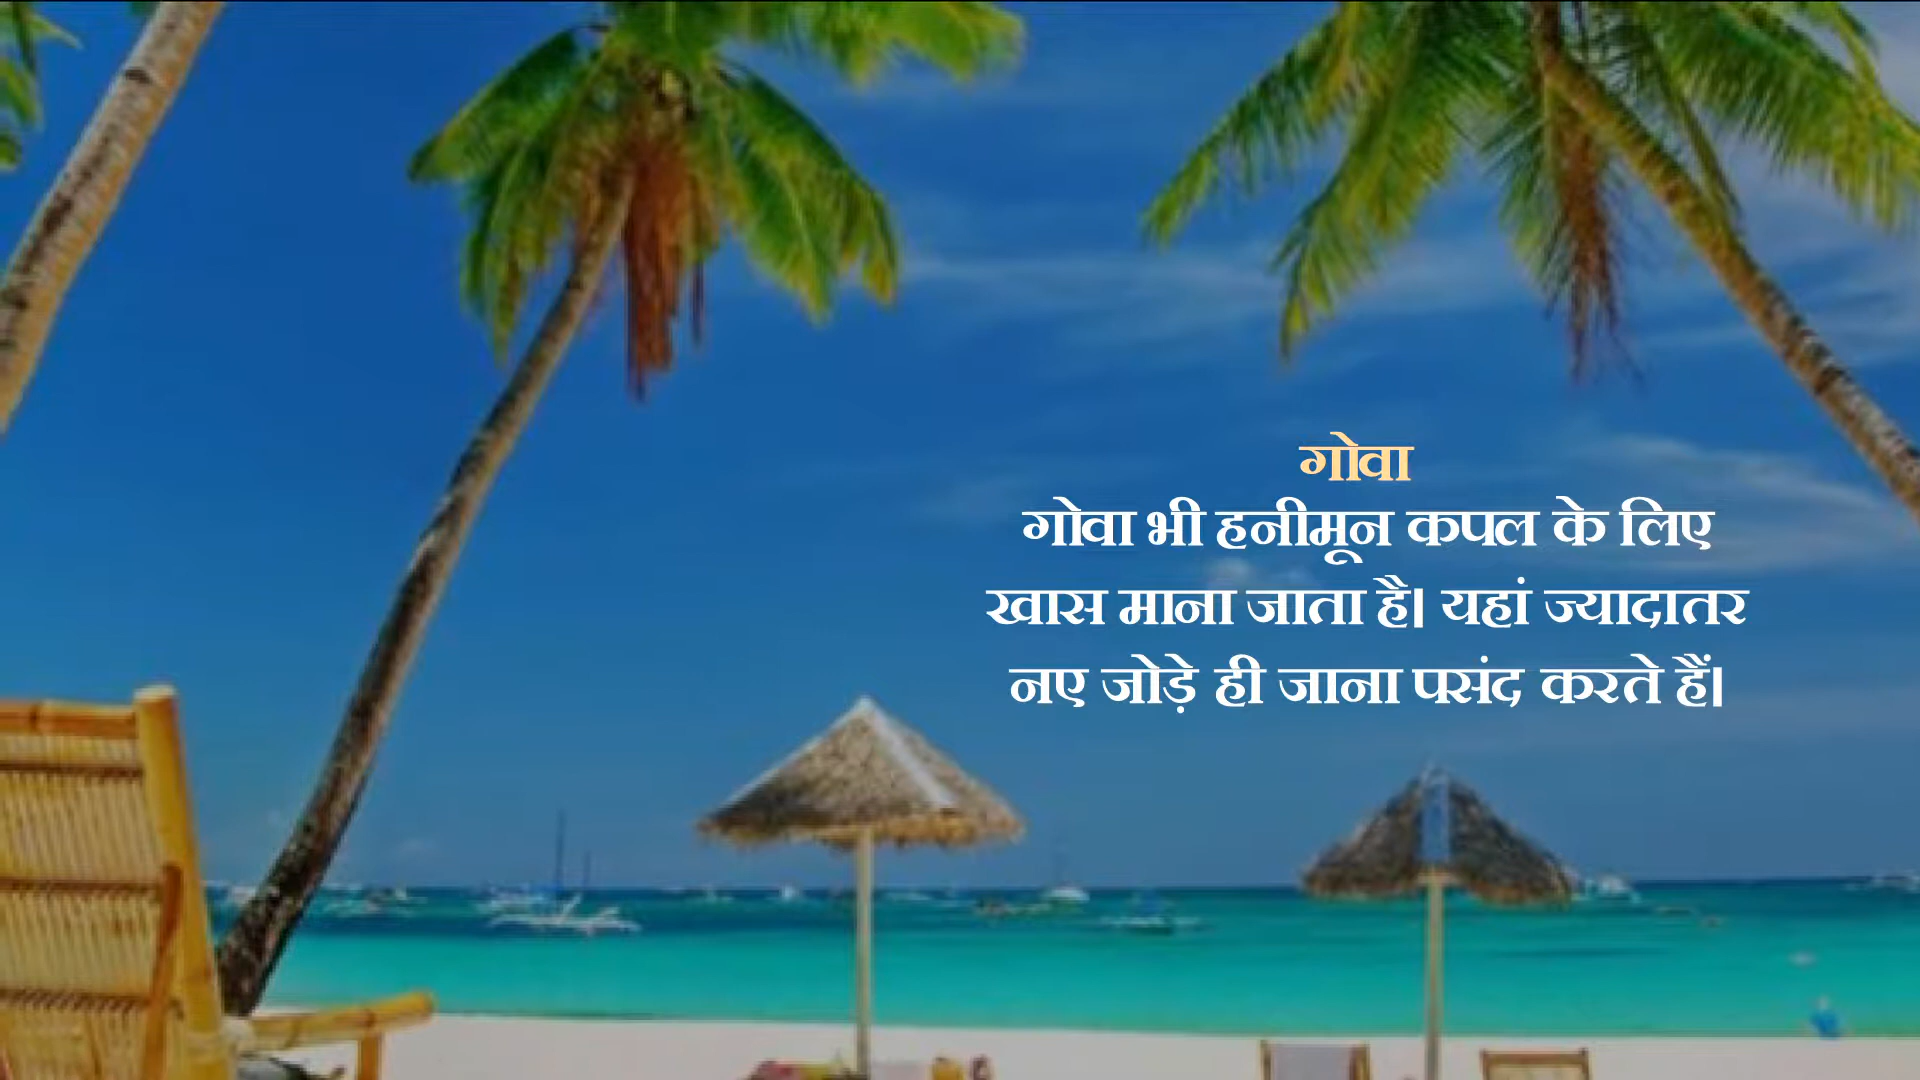 गोवा
गोवा भी हनीमून कपल के लिए
खास माना जाता है। यहां ज्यादातर
नए जोड़े ही जाना पसंद करते हैं।